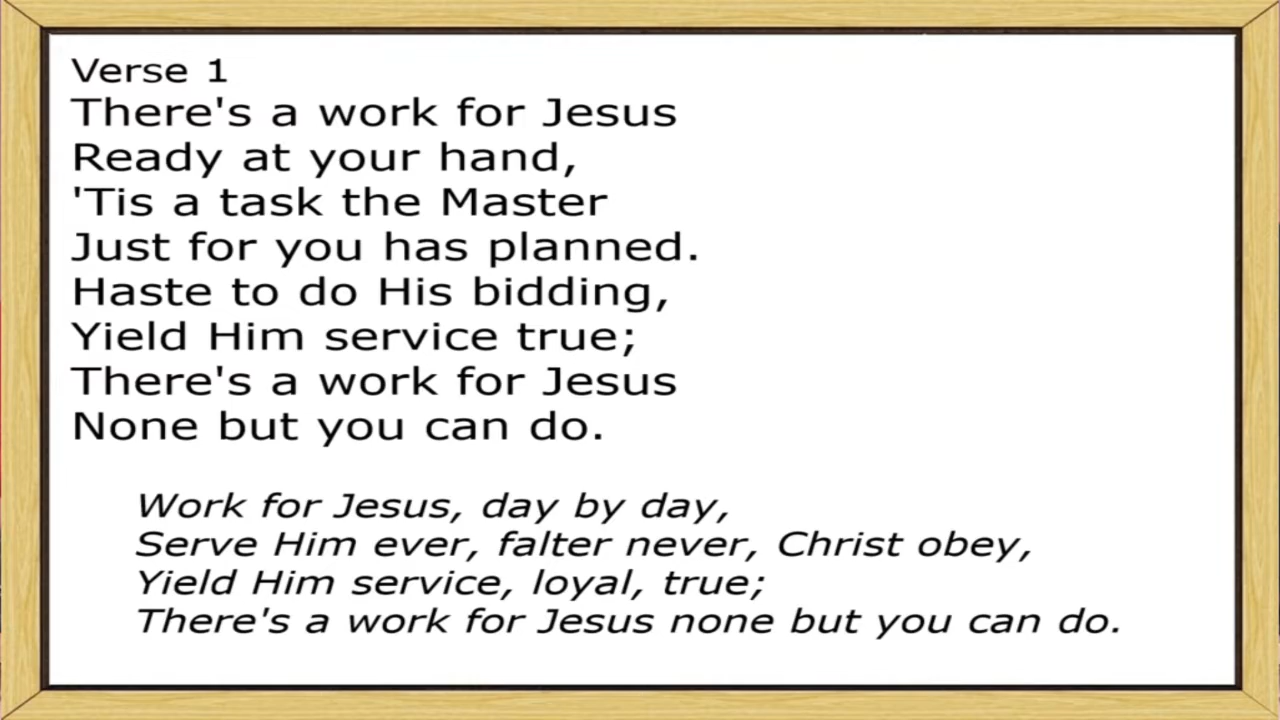 Verse 1
There's a work for Jesus
Ready at your hand,
'Tis a task the Master
Just for you has planned.
Haste to do His bidding,
Yield Him service true;
There's a work for Jesus
None but you can do.
Work for Jesus, day by day,
Serve Him ever, falter never, Christ obey,
Yield Him service, loyal, true;
There's a work for Jesus none but you can do.